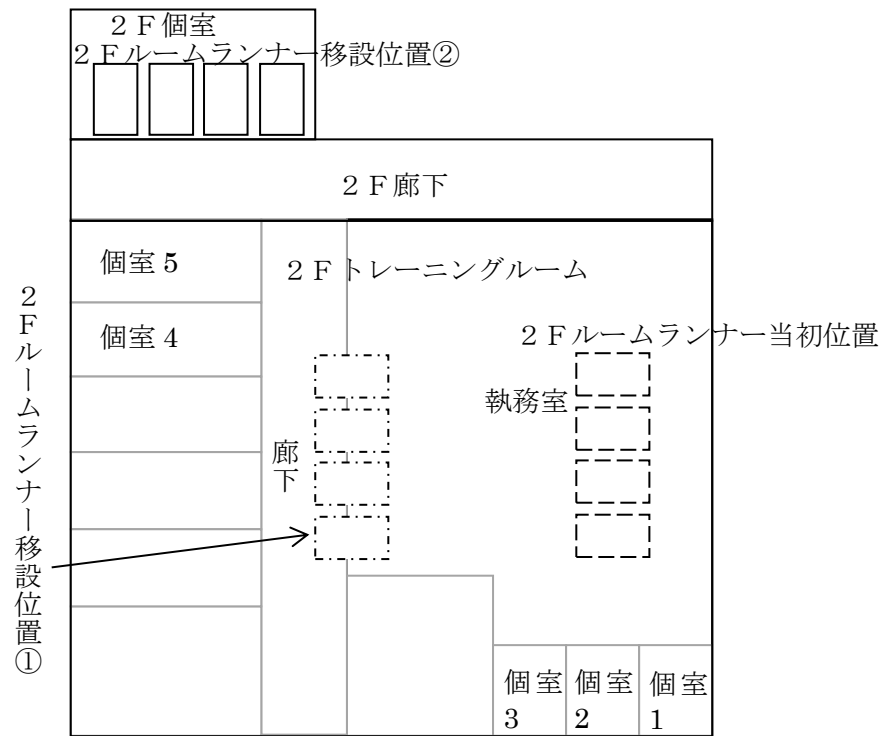 ２Ｆ個室
２Ｆルームランナー移設位置②
２Ｆ廊下
個室 5
２Ｆトレーニングルーム
個室 4
２Ｆルームランナー当初位置
執務室
廊下
２Ｆルームランナー移設位置①
個室
3
個室
2
個室
1